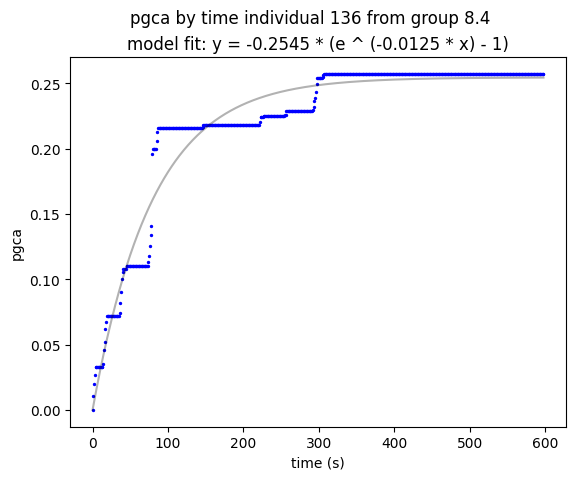 pgca by time individual 136 from group 8.4
model fit: y = -0.2545 * (e ^ (-0.0125 * x) - 1)
0.25
0.20
0.15
0.10
0.05
0.00
pgca
0 100 200 300 400 500 600
time (s)